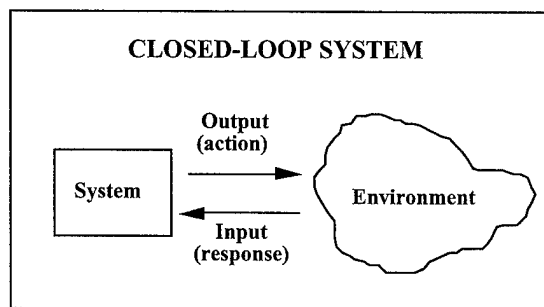 CLOSED-LOOP SYSTEM
Output
(action)
System
Environment
Input
(response)